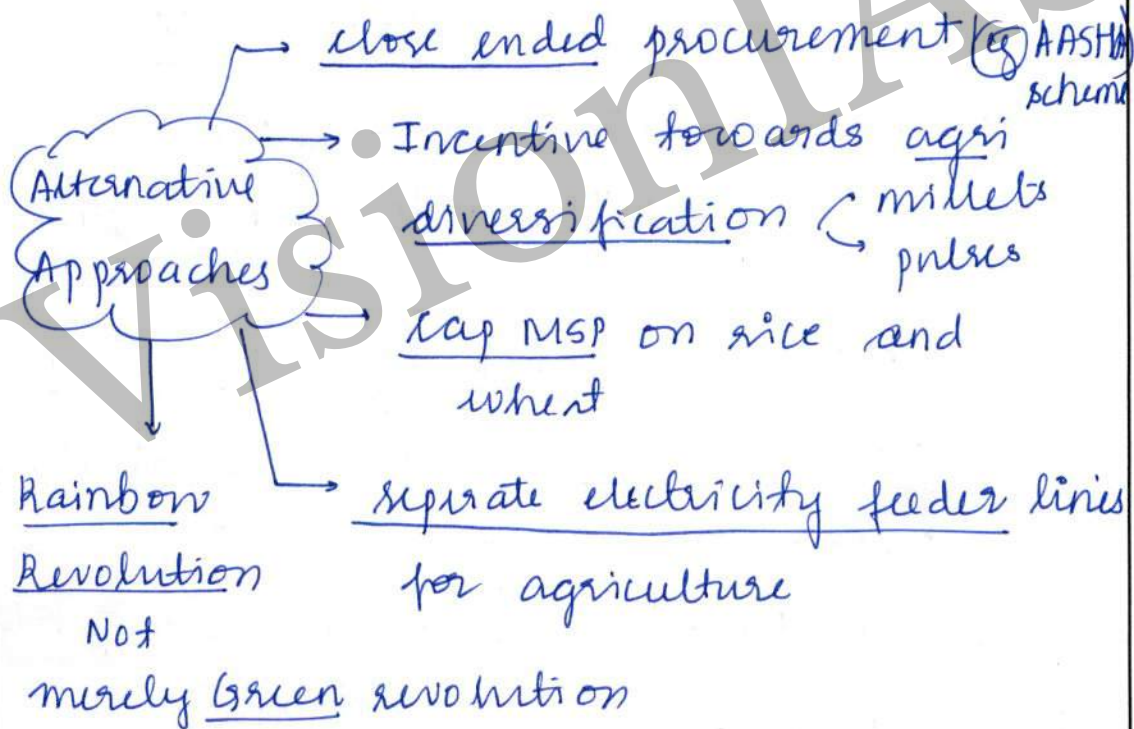 close ended procurement (eg) AASHA
scheme
Incentive towards agri
diversification
millets
pulses
Alternative
Approaches
cap MSP on rice and
wheat
Rainbow
Revolution
Not
merely Green revolution
seperate electricity feeder lines
for agriculture
VisionIAS